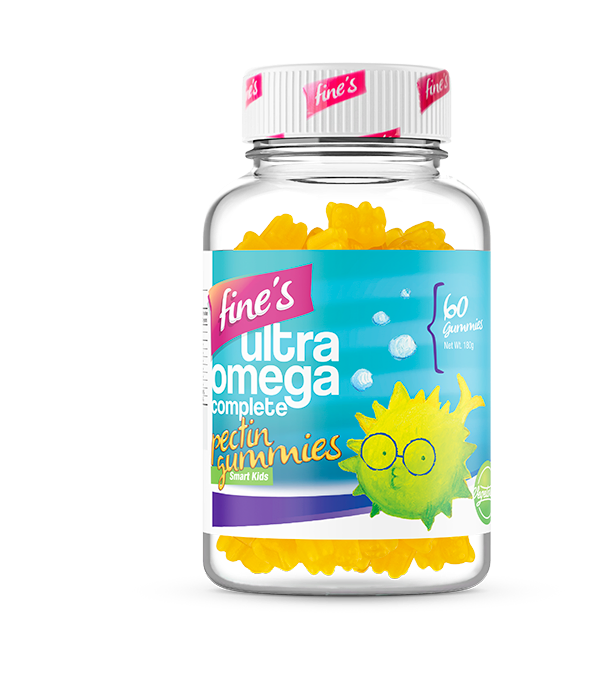 fine's
fine's
fine's
fine's
ultra
omega
complete
pectin
gummies
Smart Kids
60
Gummies
Net Wt. 180g